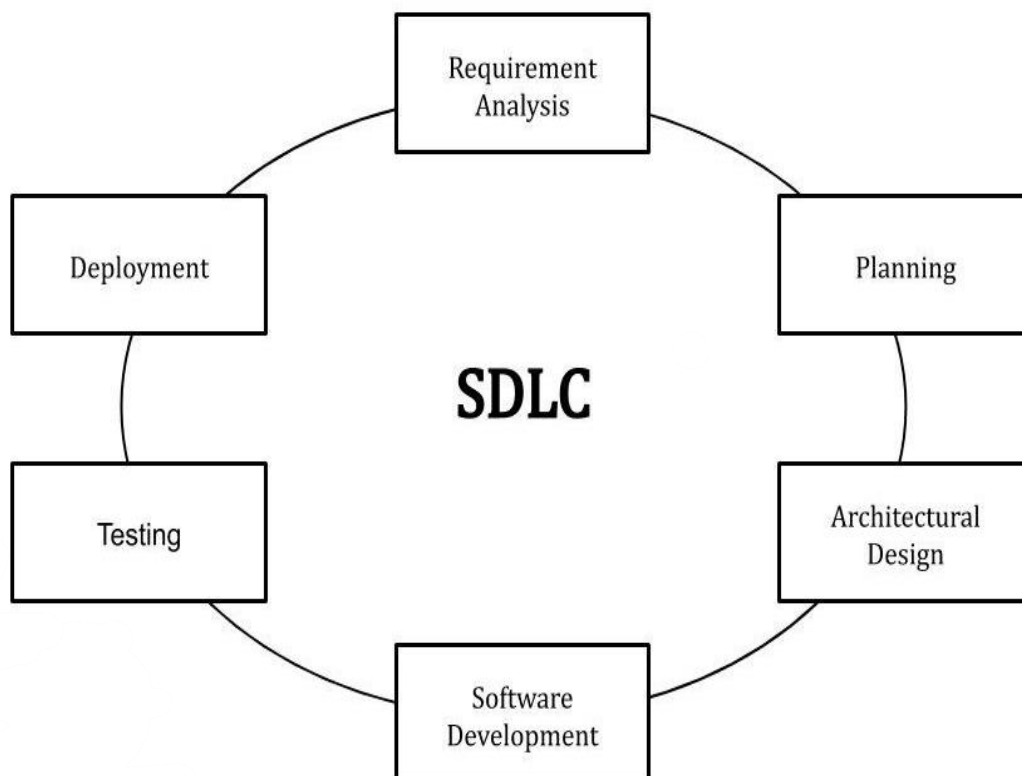 Requirement
Analysis
Deployment
Planning
SDLC
Testing
Architectural
Design
Software
Development